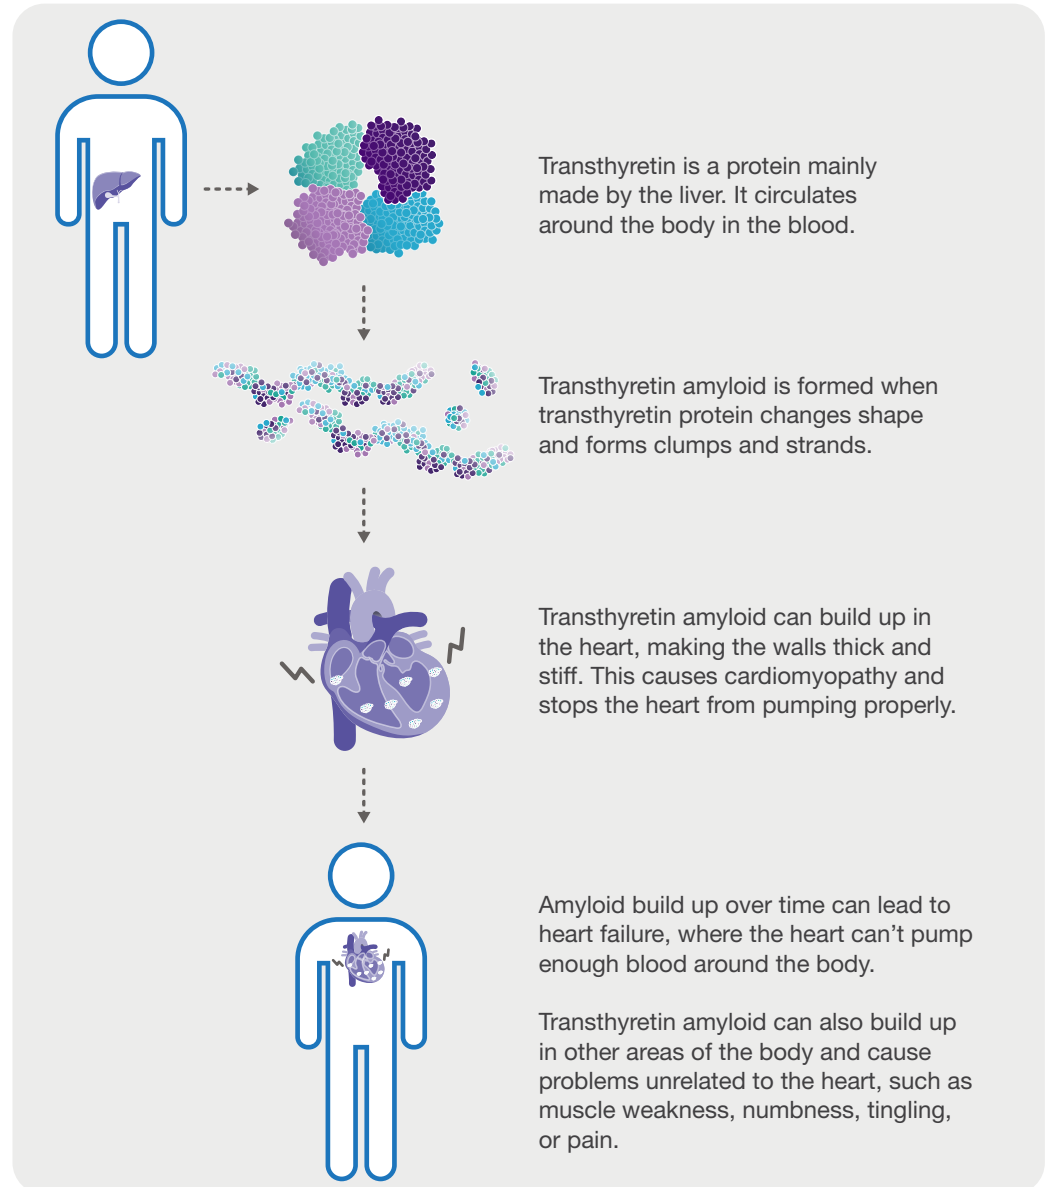 Transthyretin is a protein mainly
made by the liver. It circulates
around the body in the blood.
Transthyretin amyloid is formed when
transthyretin protein changes shape
and forms clumps and strands.
Transthyretin amyloid can build up in
the heart, making the walls thick and
stiff. This causes cardiomyopathy and
stops the heart from pumping properly.
Amyloid build up over time can lead to
heart failure, where the heart can’t pump
enough blood around the body.
Transthyretin amyloid can also build up
in other areas of the body and cause
problems unrelated to the heart, such as
muscle weakness, numbness, tingling,
or pain.